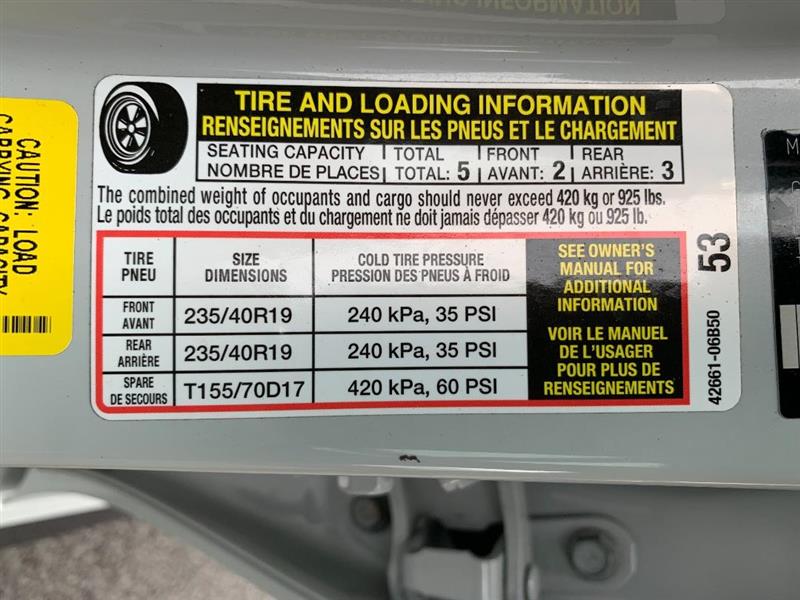 TIRE AND LOADING INFORMATION
RENSEIGNEMENTS SUR LES PNEUS ET LE CHARGEMENT
SEATING CAPACITY TOTAL FRONT REAR
NOMBRE DE PLACES TOTAL: 5 AVANT: 2 ARRIÈRE: 3
The combined weight of occupants and cargo should never exceed 420 kg or 925 lbs.
Le poids total des occupants et du chargement ne doit jamais dépasser 420 kg ou 925 lb.
TIRE SIZE COLD TIRE PRESSURE
PNEU DIMENSIONS PRESSION DES PNEUS À FROID
FRONT
AVANT 235/40R19 240 kPa, 35 PSI
REAR
ARRIÈRE 235/40R19 240 kPa, 35 PSI
SPARE
DE SECOURS T155/70D17 420 kPa, 60 PSI
SEE OWNER'S
MANUAL FOR
ADDITIONAL
INFORMATION
VOIR LE MANUEL
DE L'USAGER
POUR PLUS DE
RENSEIGNEMENTS
53
42661-06B50
CAUTION: LOAD
CARRYING CAPACITY
M